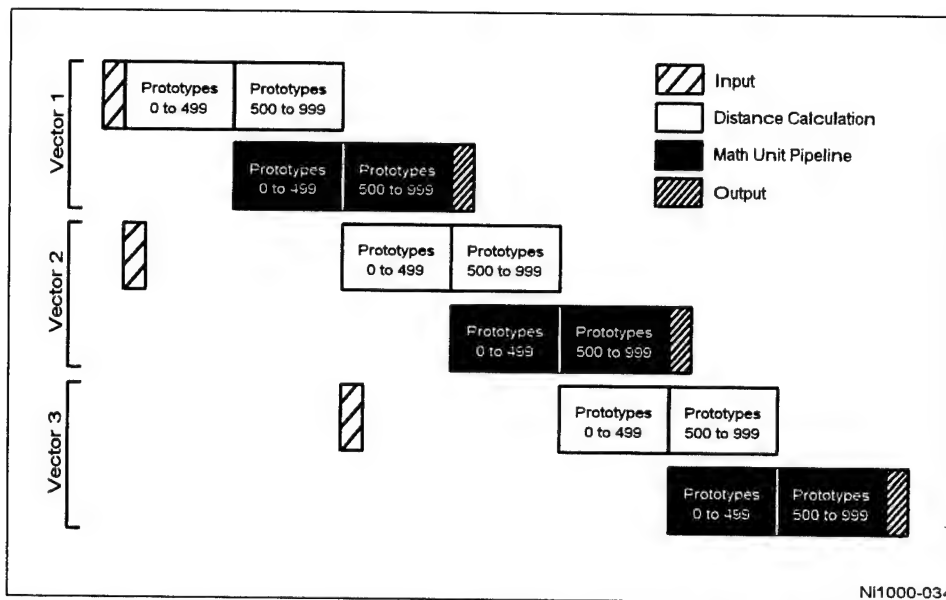 Vector 1
Prototypes
0 to 499
Prototypes
500 to 999
Prototypes
0 to 499
Prototypes
500 to 999
Input
Distance Calculation
Math Unit Pipeline
Output
Vector 2
Prototypes
0 to 499
Prototypes
500 to 999
Prototypes
0 to 499
Prototypes
500 to 999
Vector 3
Prototypes
0 to 499
Prototypes
500 to 999
Prototypes
0 to 499
Prototypes
500 to 999